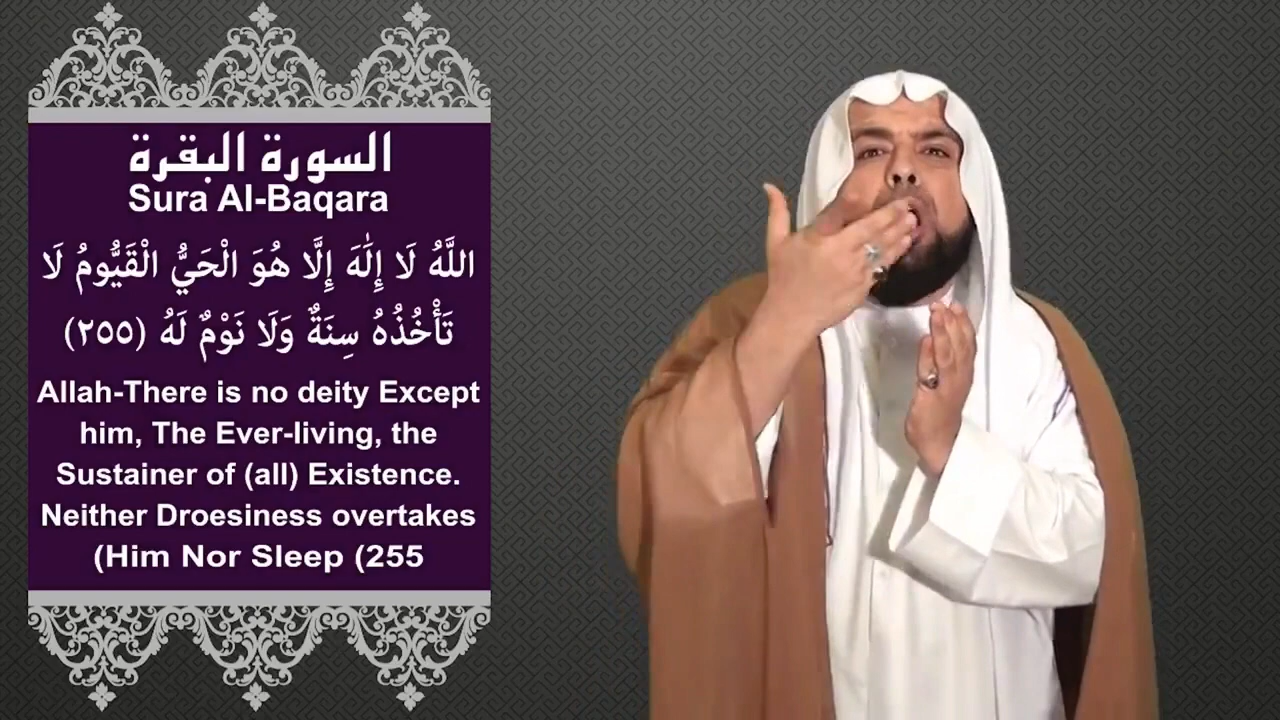 السورة البقرة
Sura Al-Baqara
اللَّهُ لَا إِلَٰهَ إِلَّا هُوَ الْحَيُّ الْقَيُّومُ لَا
تَأْخُذُهُ سِنَةٌ وَلَا نَوْمٌ لَهُ (٢٥٥)
Allah-There is no deity Except
him, The Ever-living, the
Sustainer of (all) Existence.
Neither Droesiness overtakes
(Him Nor Sleep (255